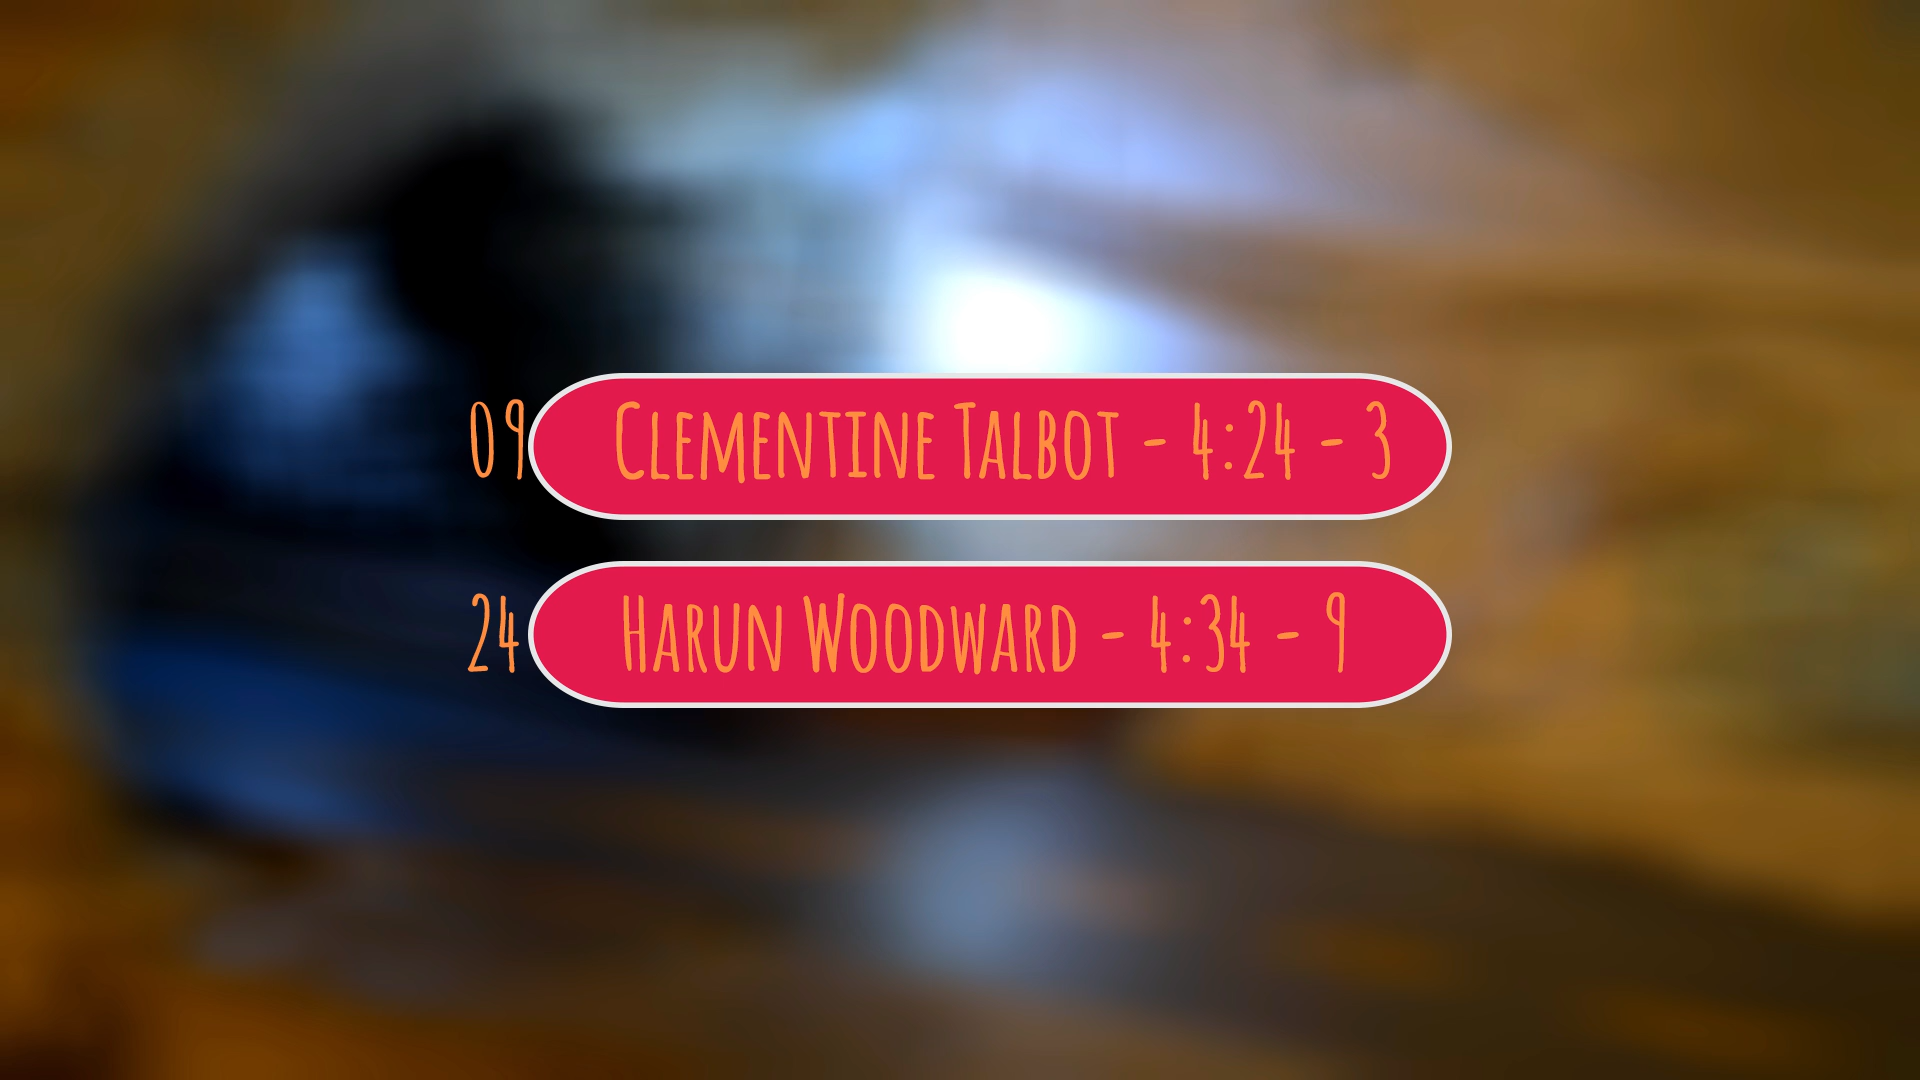 09 Clementine Talbot - 4:24 - 3
24 Harun Woodward - 4:34 - 9